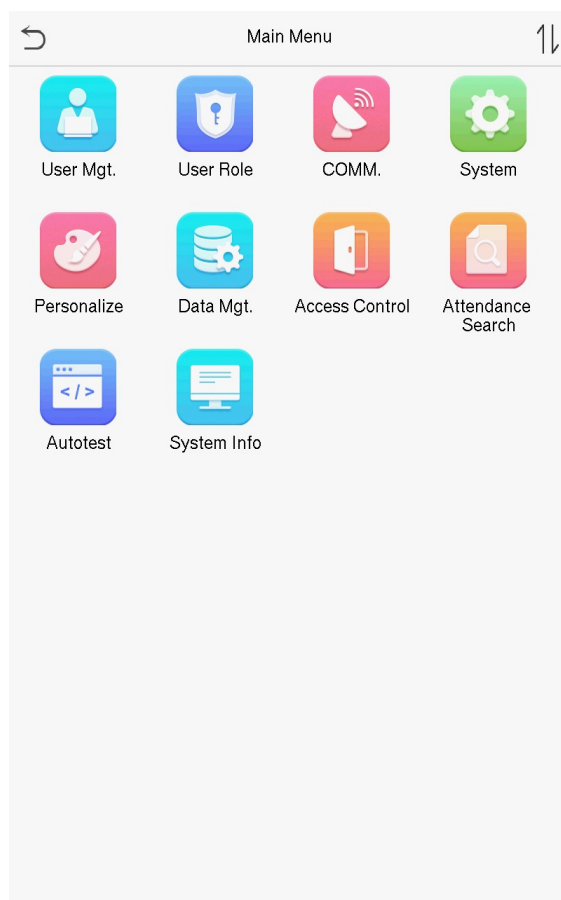 Main Menu
User Mgt.
User Role
COMM.
System
Personalize
Data Mgt.
Access Control
Attendance
Search
</>
Autotest
System Info